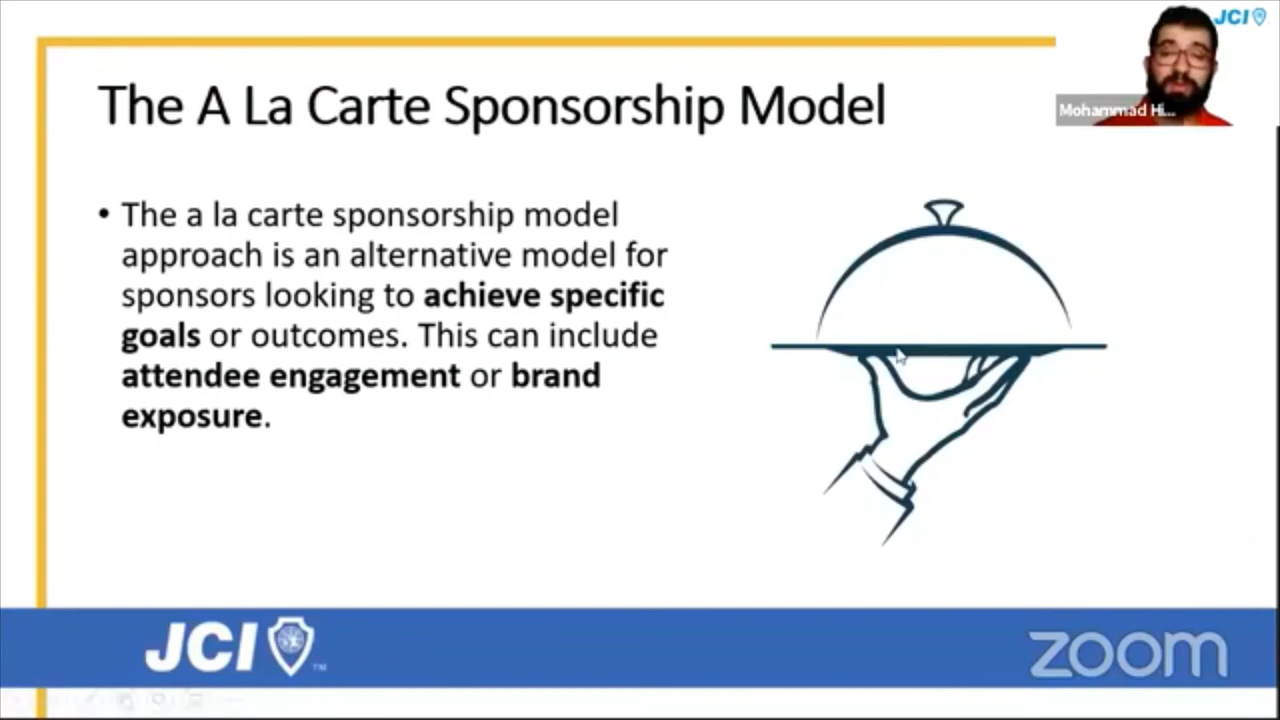 JCI
The A La Carte Sponsorship Model
Mohammad Hi...
• The a la carte sponsorship model
approach is an alternative model for
sponsors looking to achieve specific
goals or outcomes. This can include
attendee engagement or brand
exposure.
JCI TM
zoom